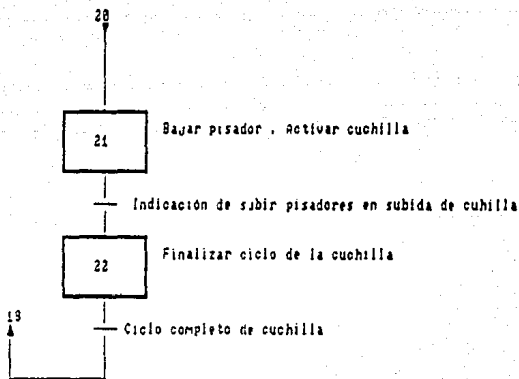 20
21
Bajar pisador . Activar cuchilla
Indicación de subir pisadores en subida de cuhilla
22
Finalizar ciclo de la cuchilla
19
Ciclo completo de cuchilla